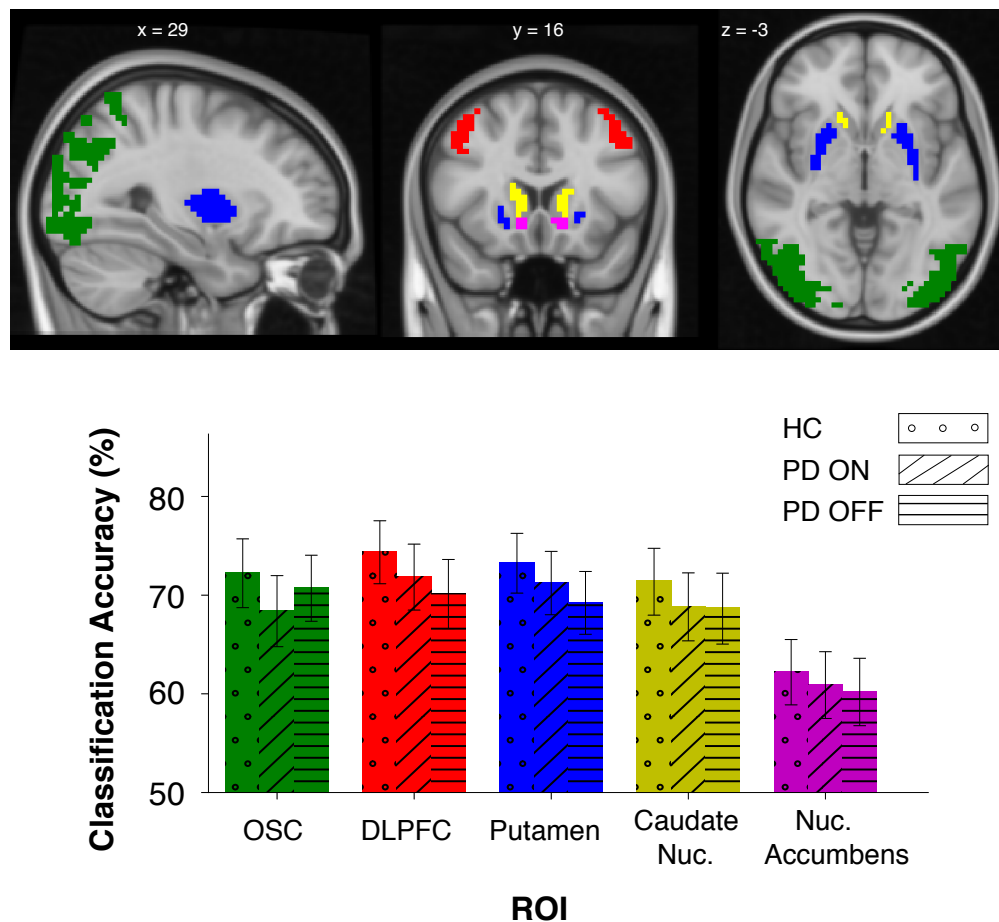 x = 29
y = 16
z = -3
HC
PD ON
PD OFF
Classification Accuracy (%)
80
70
60
50
OSC
DLPFC
Putamen
Caudate
Nuc.
Nuc.
Accumbens
ROI